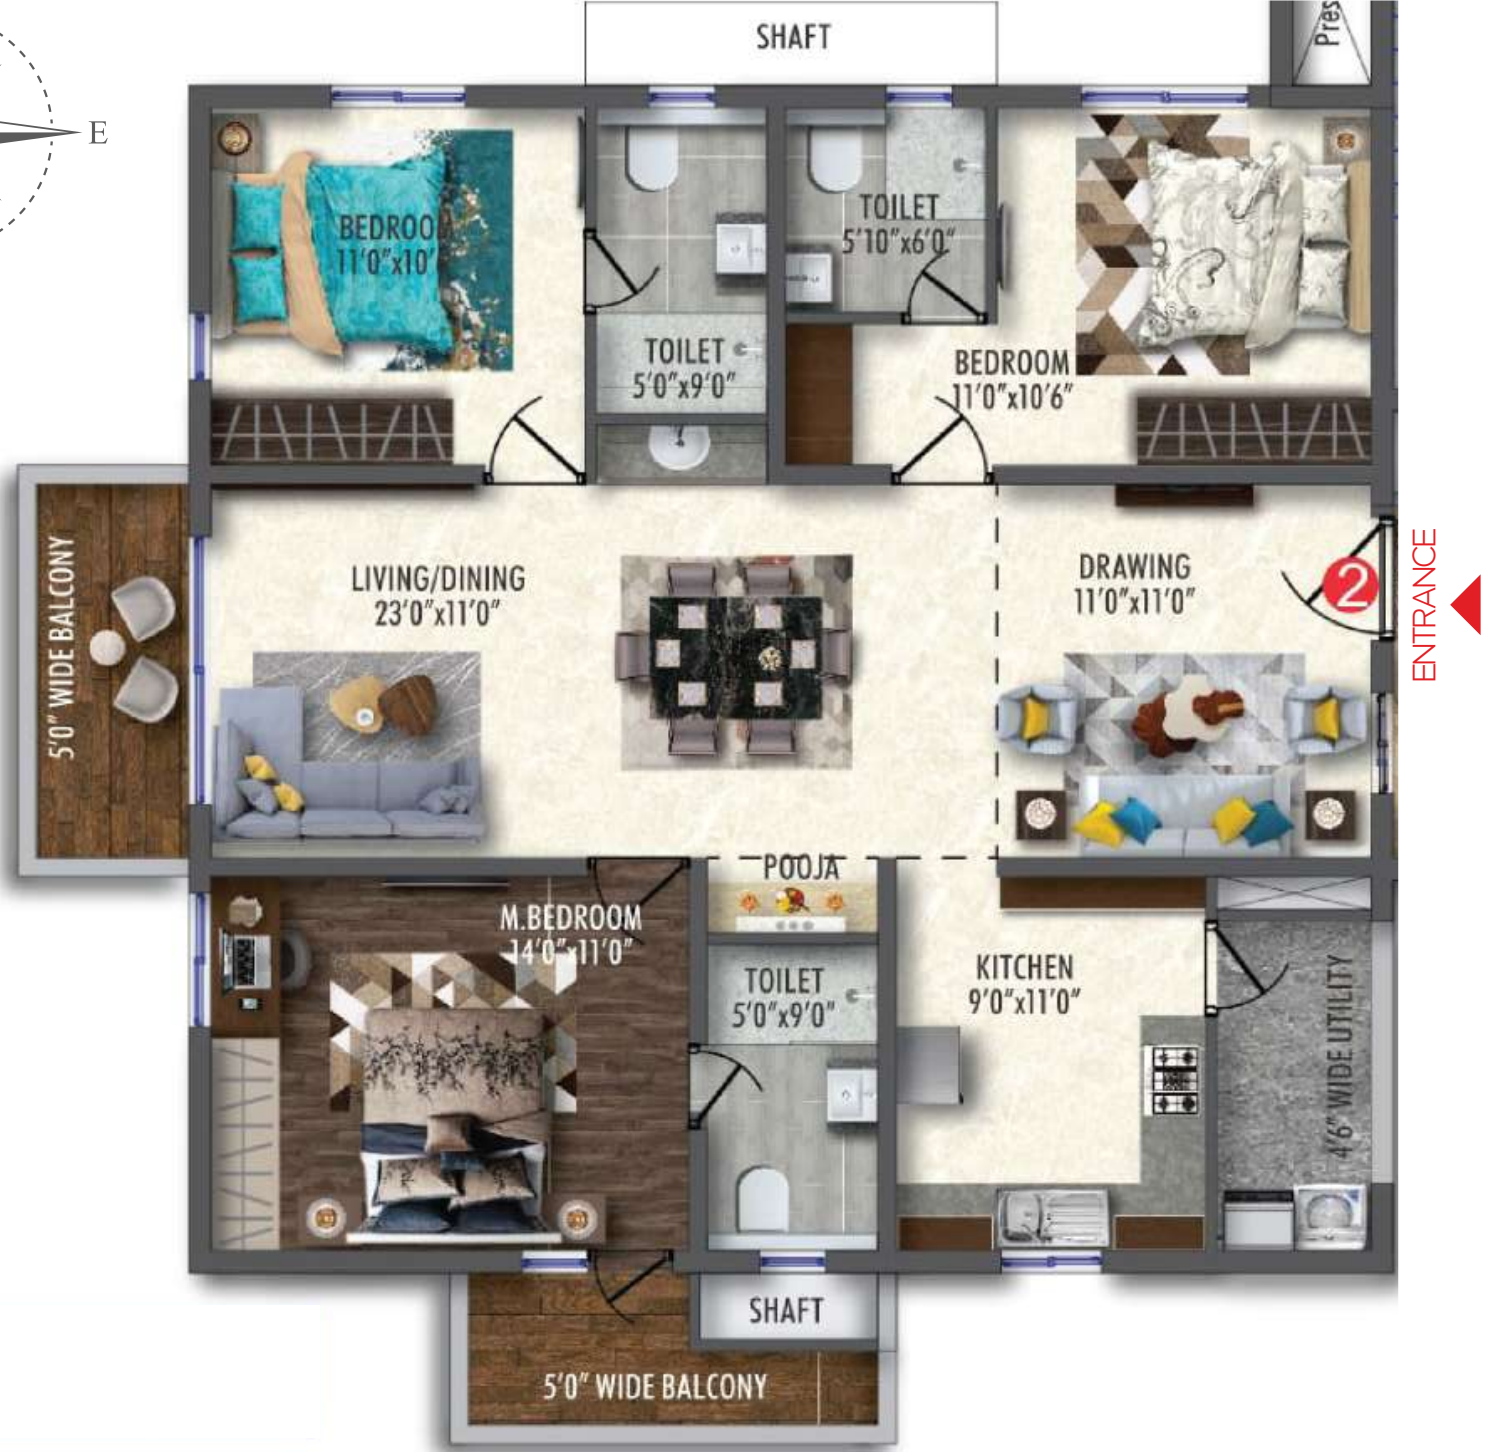 SHAFT
Pres
E
BEDROOM
11'0"x10'
TOILET
5'10"x6'0"
TOILET
5'0"x9'0"
BEDROOM
11'0"x10'6"
5'0" WIDE BALCONY
LIVING/DINING
23'0"x11'0"
DRAWING
11'0"x11'0"
2
ENTRANCE
POOJA
M.BEDROOM
14'0"x11'0"
TOILET
5'0"x9'0"
KITCHEN
9'0"x11'0"
4'6" WIDE UTILITY
SHAFT
5'0" WIDE BALCONY